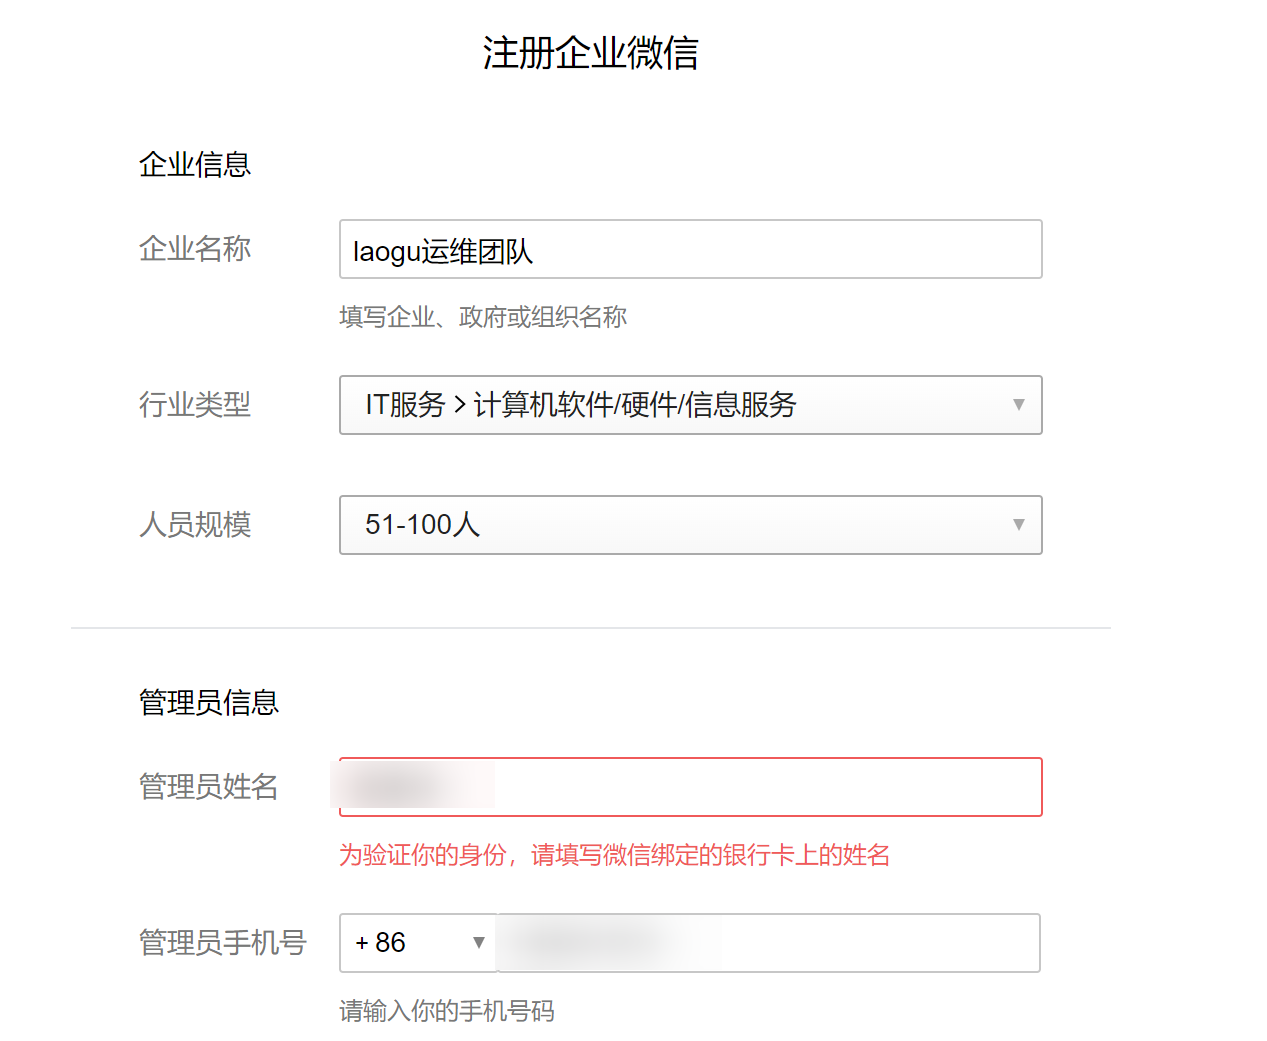 注册企业微信
企业信息
企业名称 laogu运维团队
填写企业、政府或组织名称
行业类型 IT服务 > 计算机软件/硬件/信息服务
人员规模 51-100人
管理员信息
管理员姓名
为验证你的身份，请填写微信绑定的银行卡上的姓名
管理员手机号 + 86
请输入你的手机号码